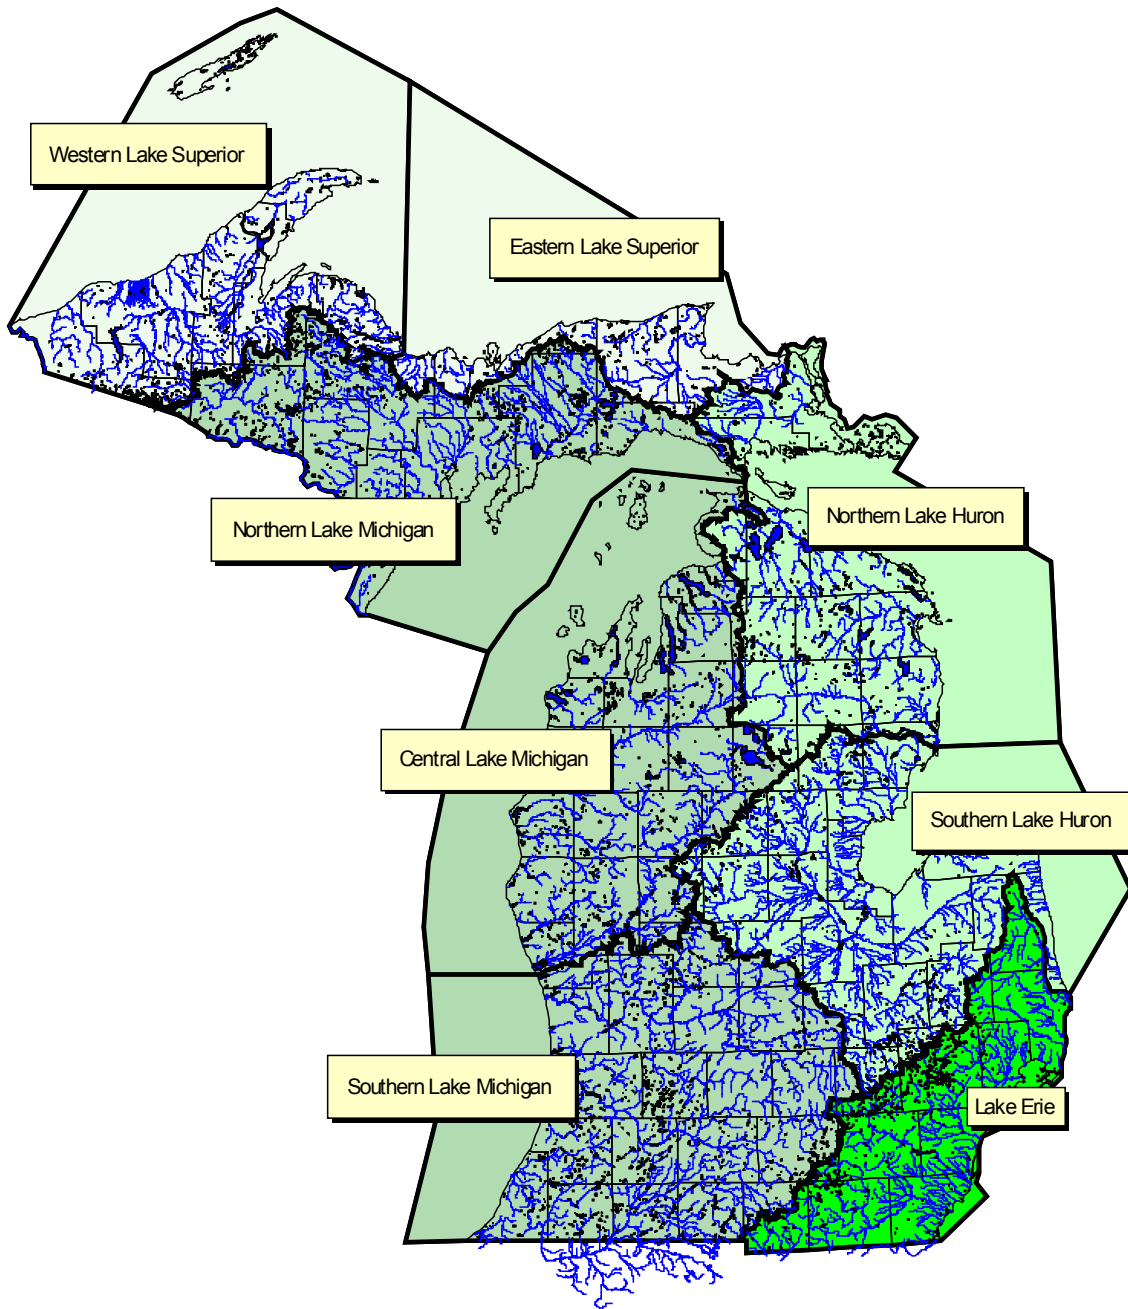 Western Lake Superior
Eastern Lake Superior
Northern Lake Michigan
Northern Lake Huron
Central Lake Michigan
Southern Lake Huron
Southern Lake Michigan
Lake Erie